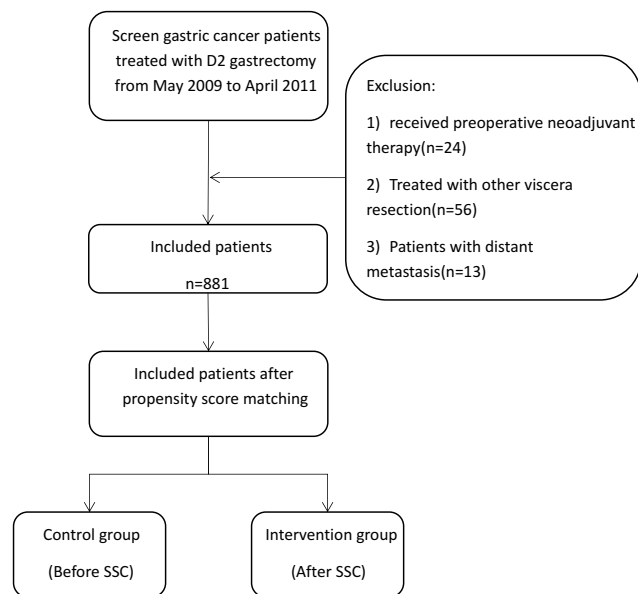 Screen gastric cancer patients
treated with D2 gastrectomy
from May 2009 to April 2011
Exclusion:
1) received preoperative neoadjuvant
therapy(n=24)
2) Treated with other viscera
resection(n=56)
3) Patients with distant
metastasis(n=13)
Included patients
n=881
Included patients after
propensity score matching
Control group
(Before SSC)
Intervention group
(After SSC)